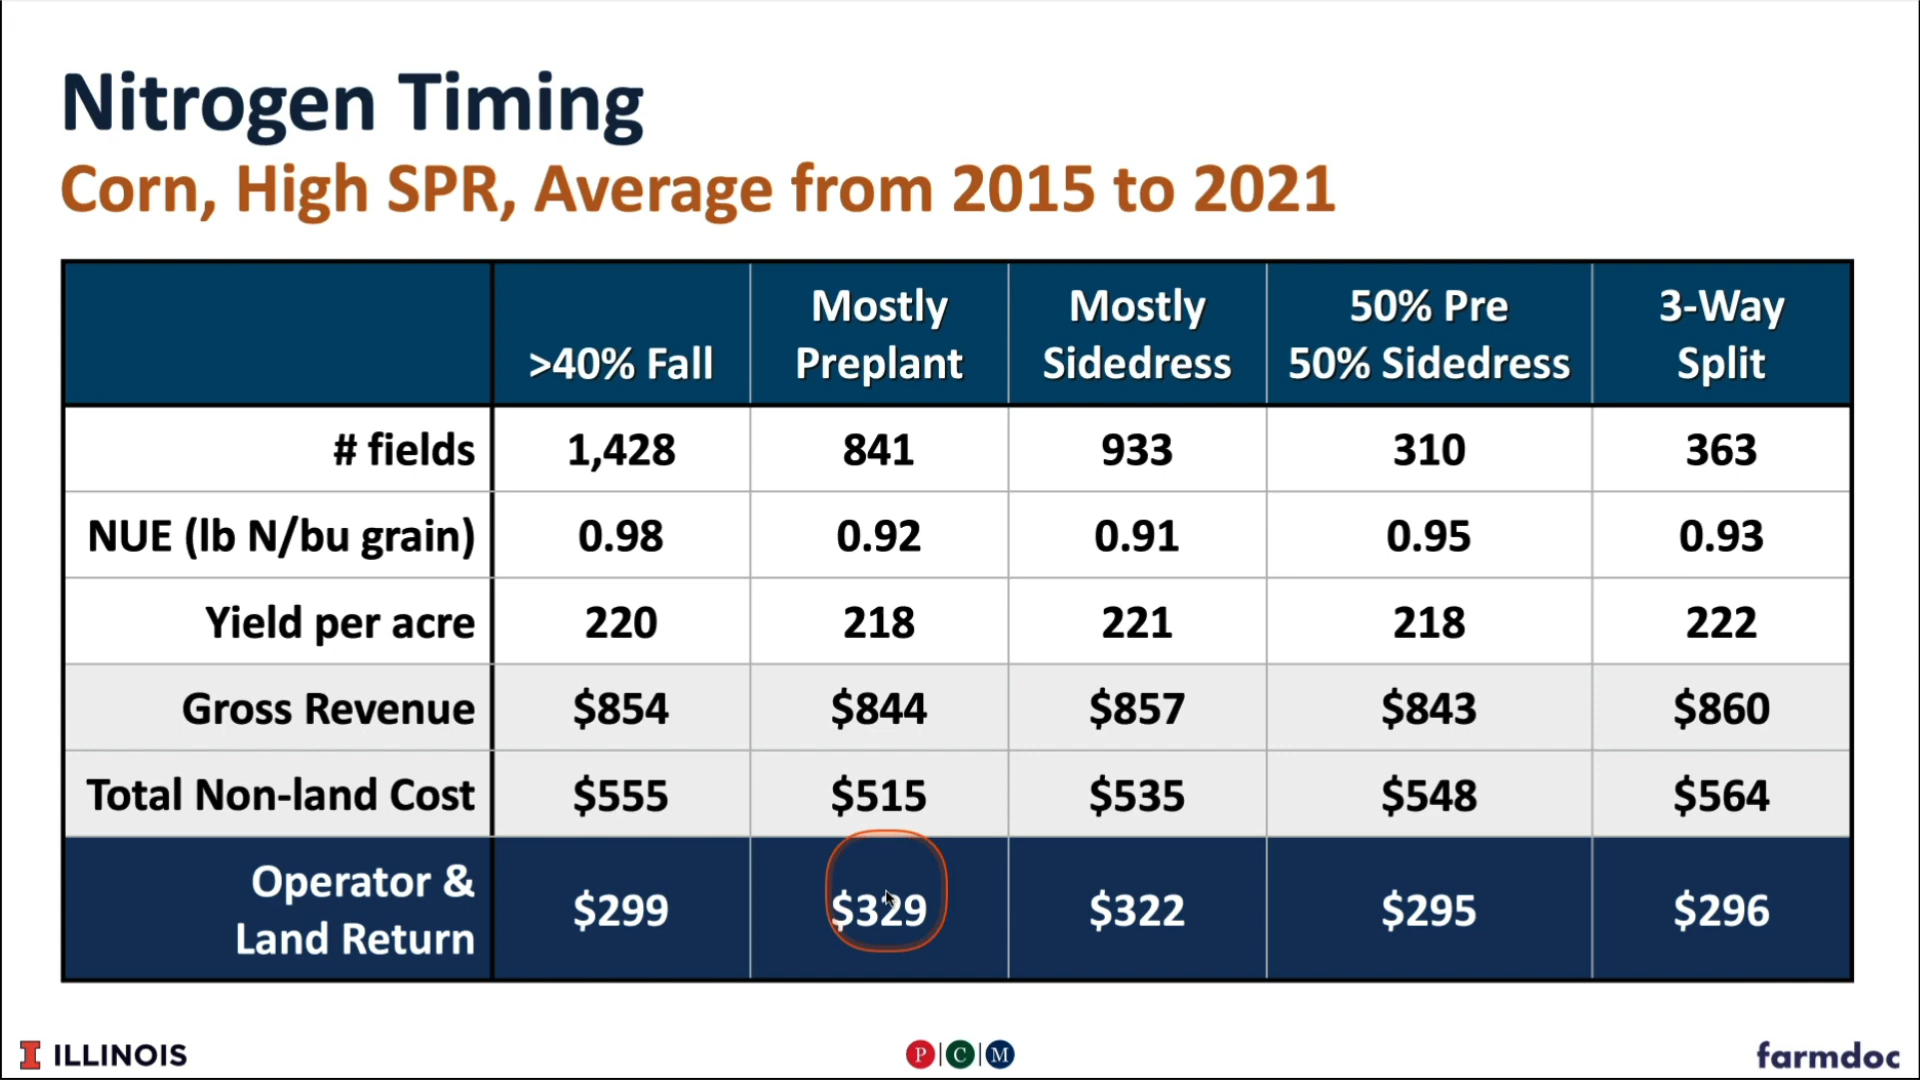 Nitrogen Timing
Corn, High SPR, Average from 2015 to 2021
>40% Fall
Mostly
Preplant
Mostly
Sidedress
50% Pre
50% Sidedress
3-Way
Split
# fields 1,428 841 933 310 363
NUE (lb N/bu grain) 0.98 0.92 0.91 0.95 0.93
Yield per acre 220 218 221 218 222
Gross Revenue $854 $844 $857 $843 $860
Total Non-land Cost $555 $515 $535 $548 $564
Operator &
Land Return $299 $329 $322 $295 $296
I ILLINOIS
P|C|M
farmdoc